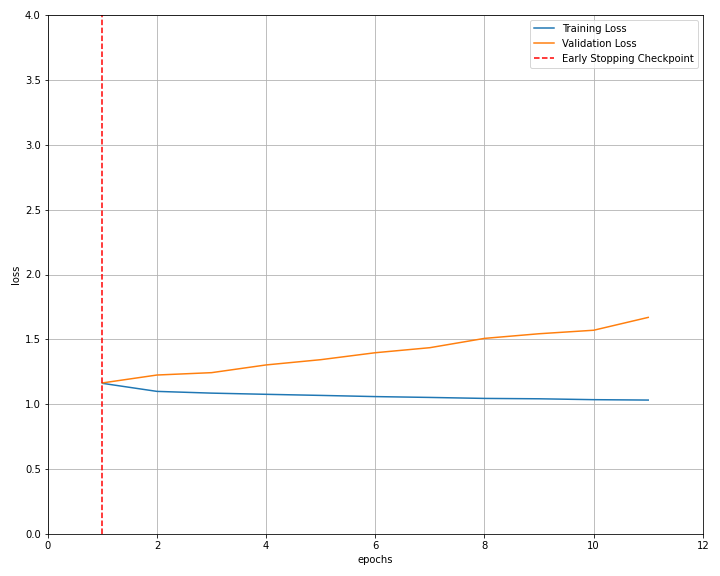 4.0
3.5
3.0
2.5
2.0
1.5
1.0
0.5
0.0
loss
0 2 4 6 8 10 12
epochs
Training Loss
Validation Loss
Early Stopping Checkpoint